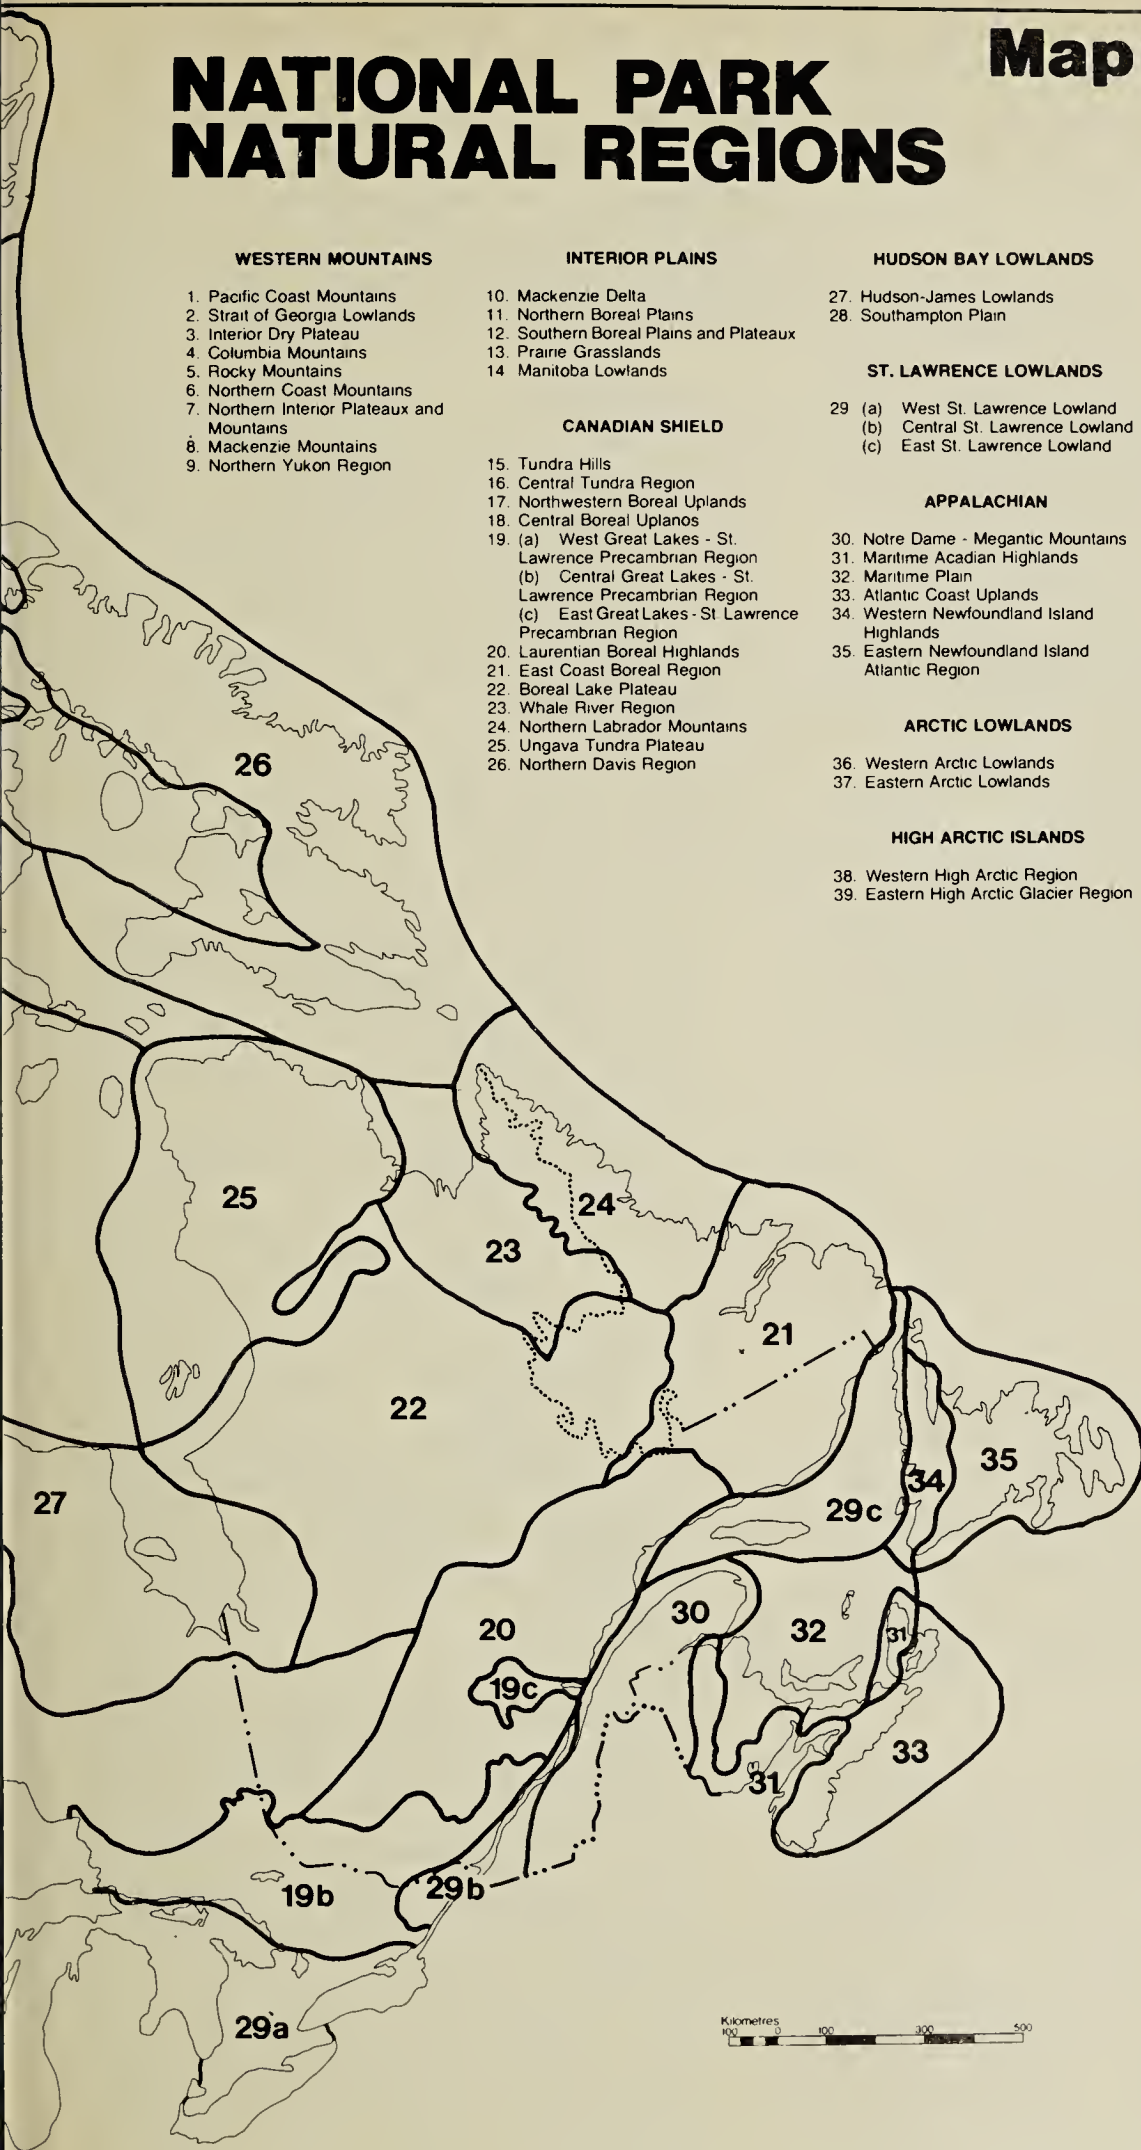 Map
NATIONAL PARK
NATURAL REGIONS
WESTERN MOUNTAINS
1. Pacific Coast Mountains
2. Strait of Georgia Lowlands
3. Interior Dry Plateau
4. Columbia Mountains
5. Rocky Mountains
6. Northern Coast Mountains
7. Northern Interior Plateaux and
Mountains
8. Mackenzie Mountains
9. Northern Yukon Region
INTERIOR PLAINS
10. Mackenzie Delta
11. Northern Boreal Plains
12. Southern Boreal Plains and Plateaux
13. Prairie Grasslands
14 Manitoba Lowlands
CANADIAN SHIELD
15. Tundra Hills
16. Central Tundra Region
17. Northwestern Boreal Uplands
18. Central Boreal Uplanos
19. (a) West Great Lakes - St.
Lawrence Precambrian Region
(b) Central Great Lakes - St.
Lawrence Precambrian Region
(c) East Great Lakes - St Lawrence
Precambrian Region
20. Laurentian Boreal Highlands
21. East Coast Boreal Region
22. Boreal Lake Plateau
23. Whale River Region
24. Northern Labrador Mountains
25. Ungava Tundra Plateau
26. Northern Davis Region
HUDSON BAY LOWLANDS
27. Hudson-James Lowlands
28. Southampton Plain
ST. LAWRENCE LOWLANDS
29 (a) West St. Lawrence Lowland
(b) Central St. Lawrence Lowland
(c) East St. Lawrence Lowland
APPALACHIAN
30. Notre Dame - Megantic Mountains
31. Maritime Acadian Highlands
32. Maritime Plain
33. Atlantic Coast Uplands
34. Western Newfoundland Island
Highlands
35. Eastern Newfoundland Island
Atlantic Region
ARCTIC LOWLANDS
36. Western Arctic Lowlands
37. Eastern Arctic Lowlands
HIGH ARCTIC ISLANDS
38. Western High Arctic Region
39. Eastern High Arctic Glacier Region
26
25
24
23
21
22
35
34
27
29c
30
32
31
20
19c
33
31
29b
19b
29a
Kilometres
100 0 100 300 500